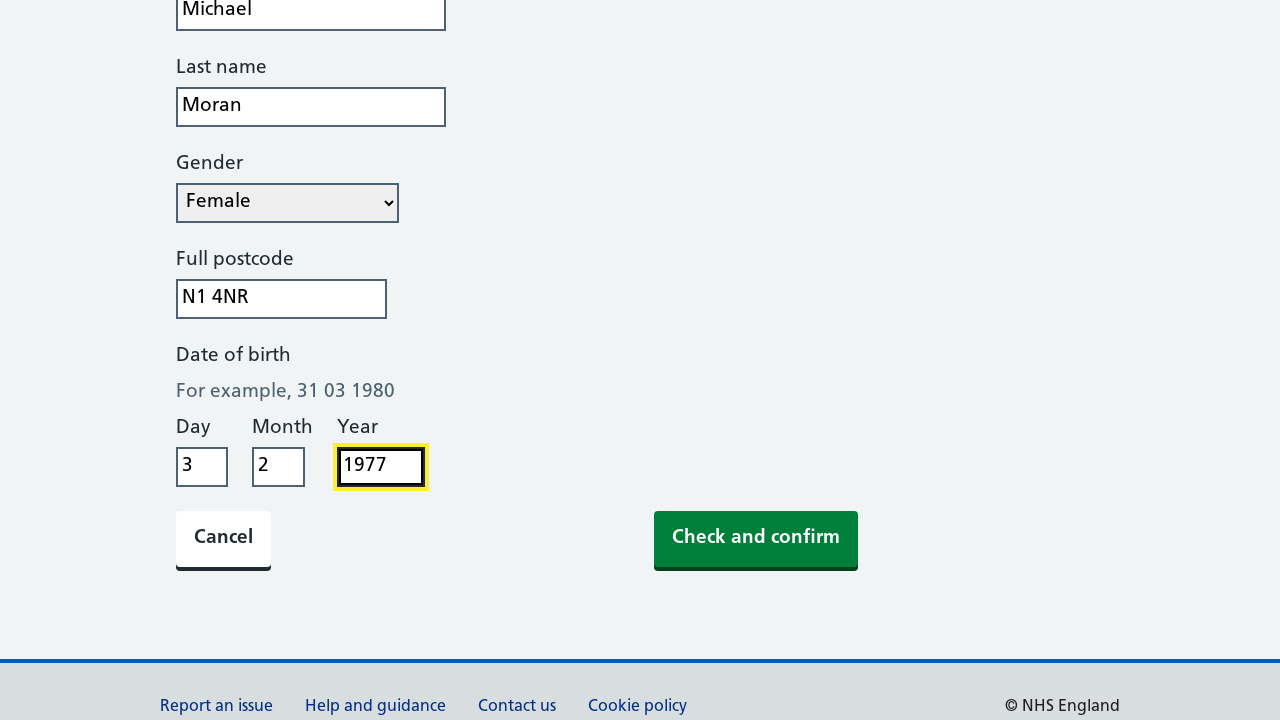 Michael
Last name
Moran
Gender
Female
Full postcode
N1 4NR
Date of birth
For example, 31 03 1980
Day Month Year
3 2 1977
Cancel Check and confirm
Report an issue Help and guidance Contact us Cookie policy © NHS England